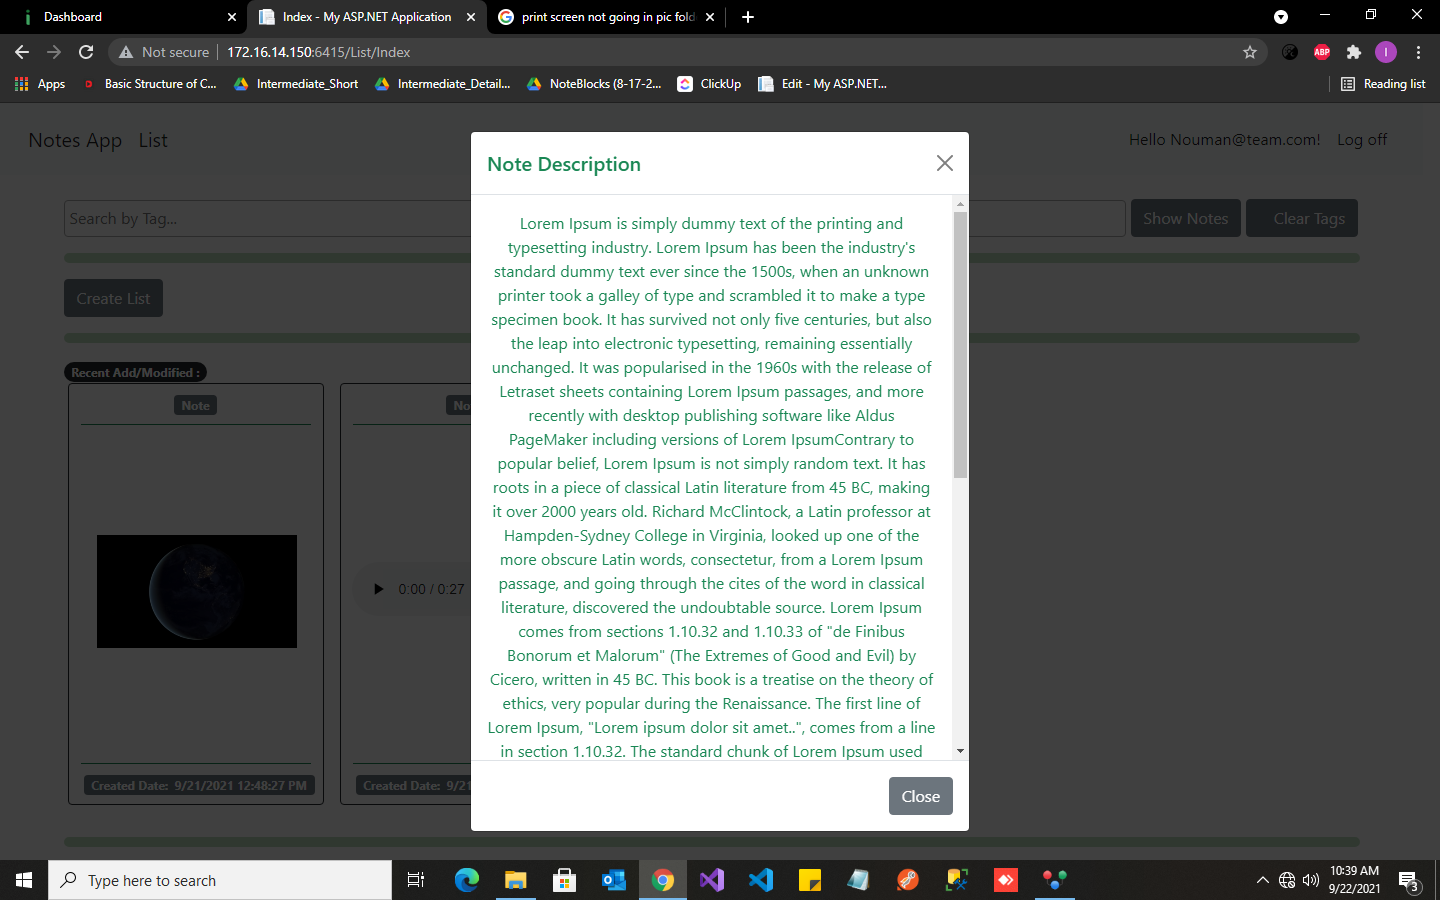 Dashboard
Index - My ASP.NET Application
print screen not going in pic fold
Not secure
172.16.14.150:6415/List/Index
ABP
I
Apps
Basic Structure of C...
Intermediate_Short
Intermediate_Detail...
NoteBlocks (8-17-2...
ClickUp
Edit - My ASP.NET...
Reading list
Notes App
List
Hello Nouman@team.com!
Log off
Search by Tag...
Show Notes
Clear Tags
Create List
Recent Add/Modified :
Note
No
0:00 / 0:27
Created Date: 9/21/2021 12:48:27 PM
Created Date: 9/21
Note Description
Lorem Ipsum is simply dummy text of the printing and
typesetting industry. Lorem Ipsum has been the industry's
standard dummy text ever since the 1500s, when an unknown
printer took a galley of type and scrambled it to make a type
specimen book. It has survived not only five centuries, but also
the leap into electronic typesetting, remaining essentially
unchanged. It was popularised in the 1960s with the release of
Letraset sheets containing Lorem Ipsum passages, and more
recently with desktop publishing software like Aldus
PageMaker including versions of Lorem IpsumContrary to
popular belief, Lorem Ipsum is not simply random text. It has
roots in a piece of classical Latin literature from 45 BC, making
it over 2000 years old. Richard McClintock, a Latin professor at
Hampden-Sydney College in Virginia, looked up one of the
more obscure Latin words, consectetur, from a Lorem Ipsum
passage, and going through the cites of the word in classical
literature, discovered the undoubtable source. Lorem Ipsum
comes from sections 1.10.32 and 1.10.33 of "de Finibus
Bonorum et Malorum" (The Extremes of Good and Evil) by
Cicero, written in 45 BC. This book is a treatise on the theory of
ethics, very popular during the Renaissance. The first line of
Lorem Ipsum, "Lorem ipsum dolor sit amet..", comes from a line
in section 1.10.32. The standard chunk of Lorem Ipsum used
Close
Type here to search
10:39 AM
9/22/2021
3